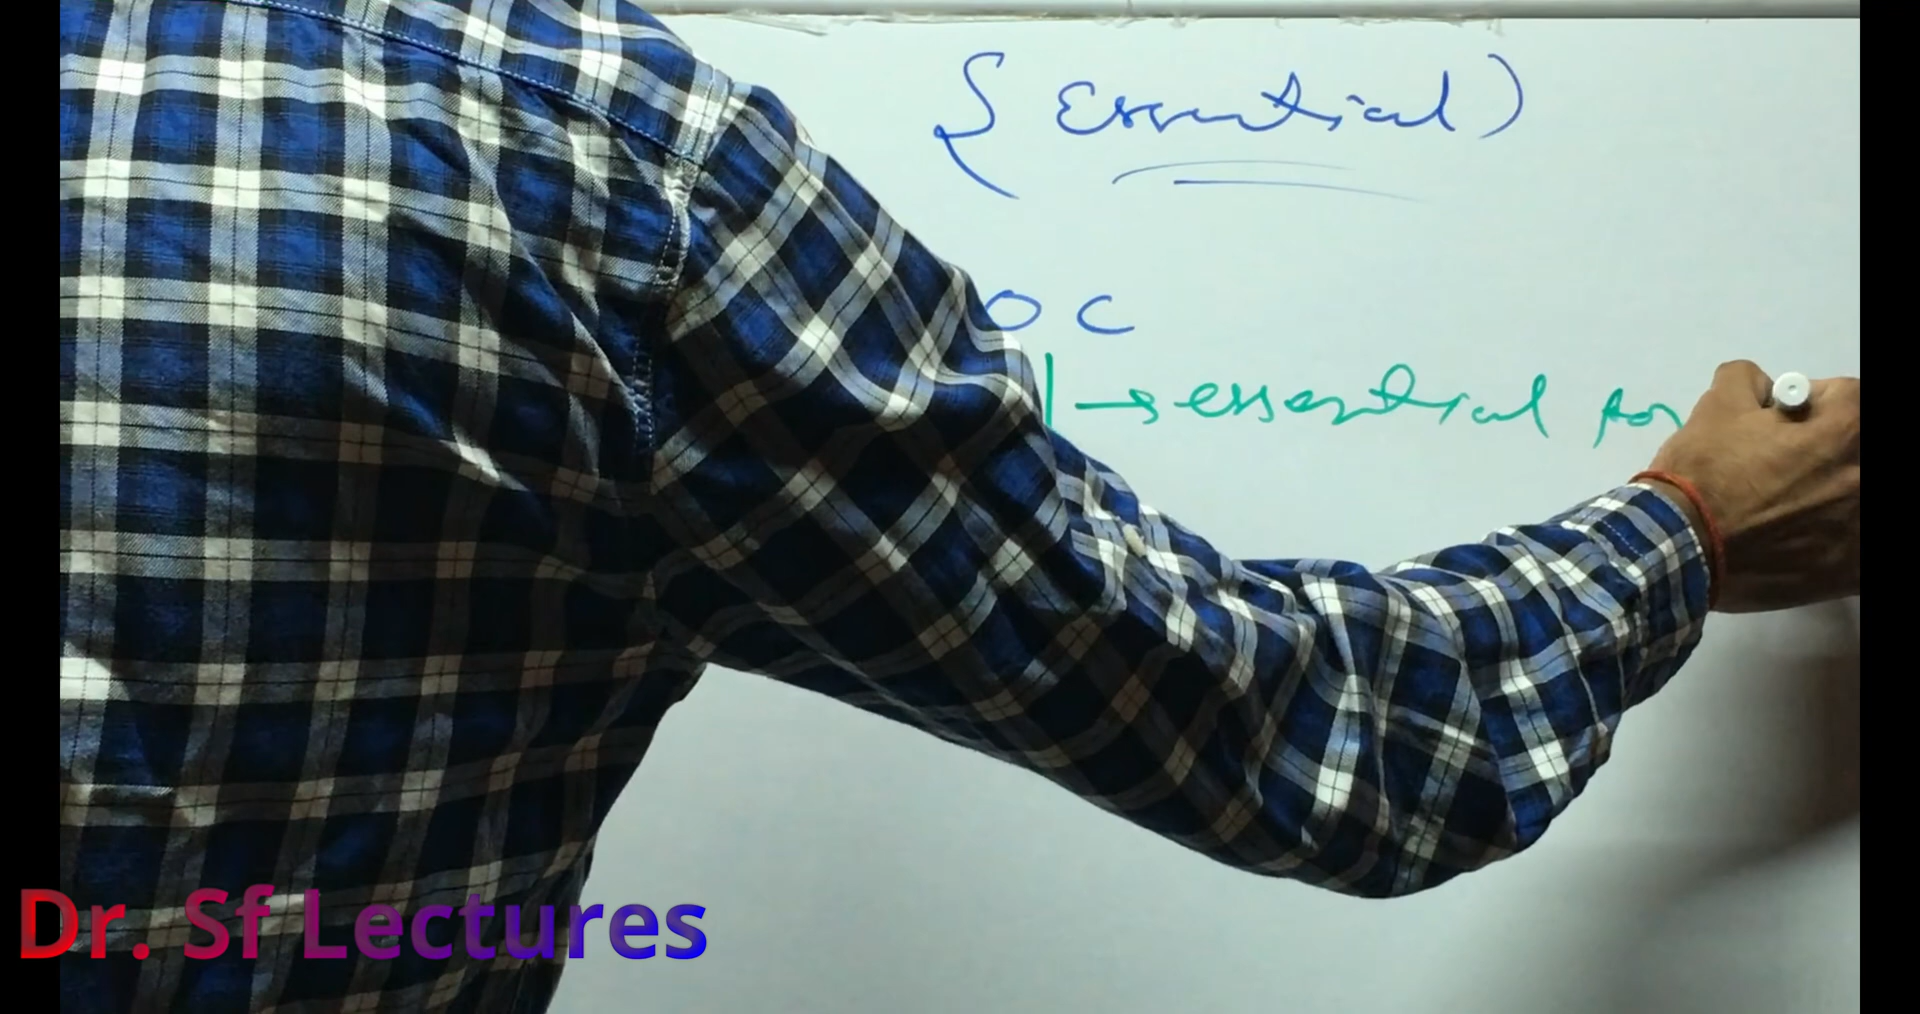 { Essential )
OC
→ essential for
Dr. Sf Lectures